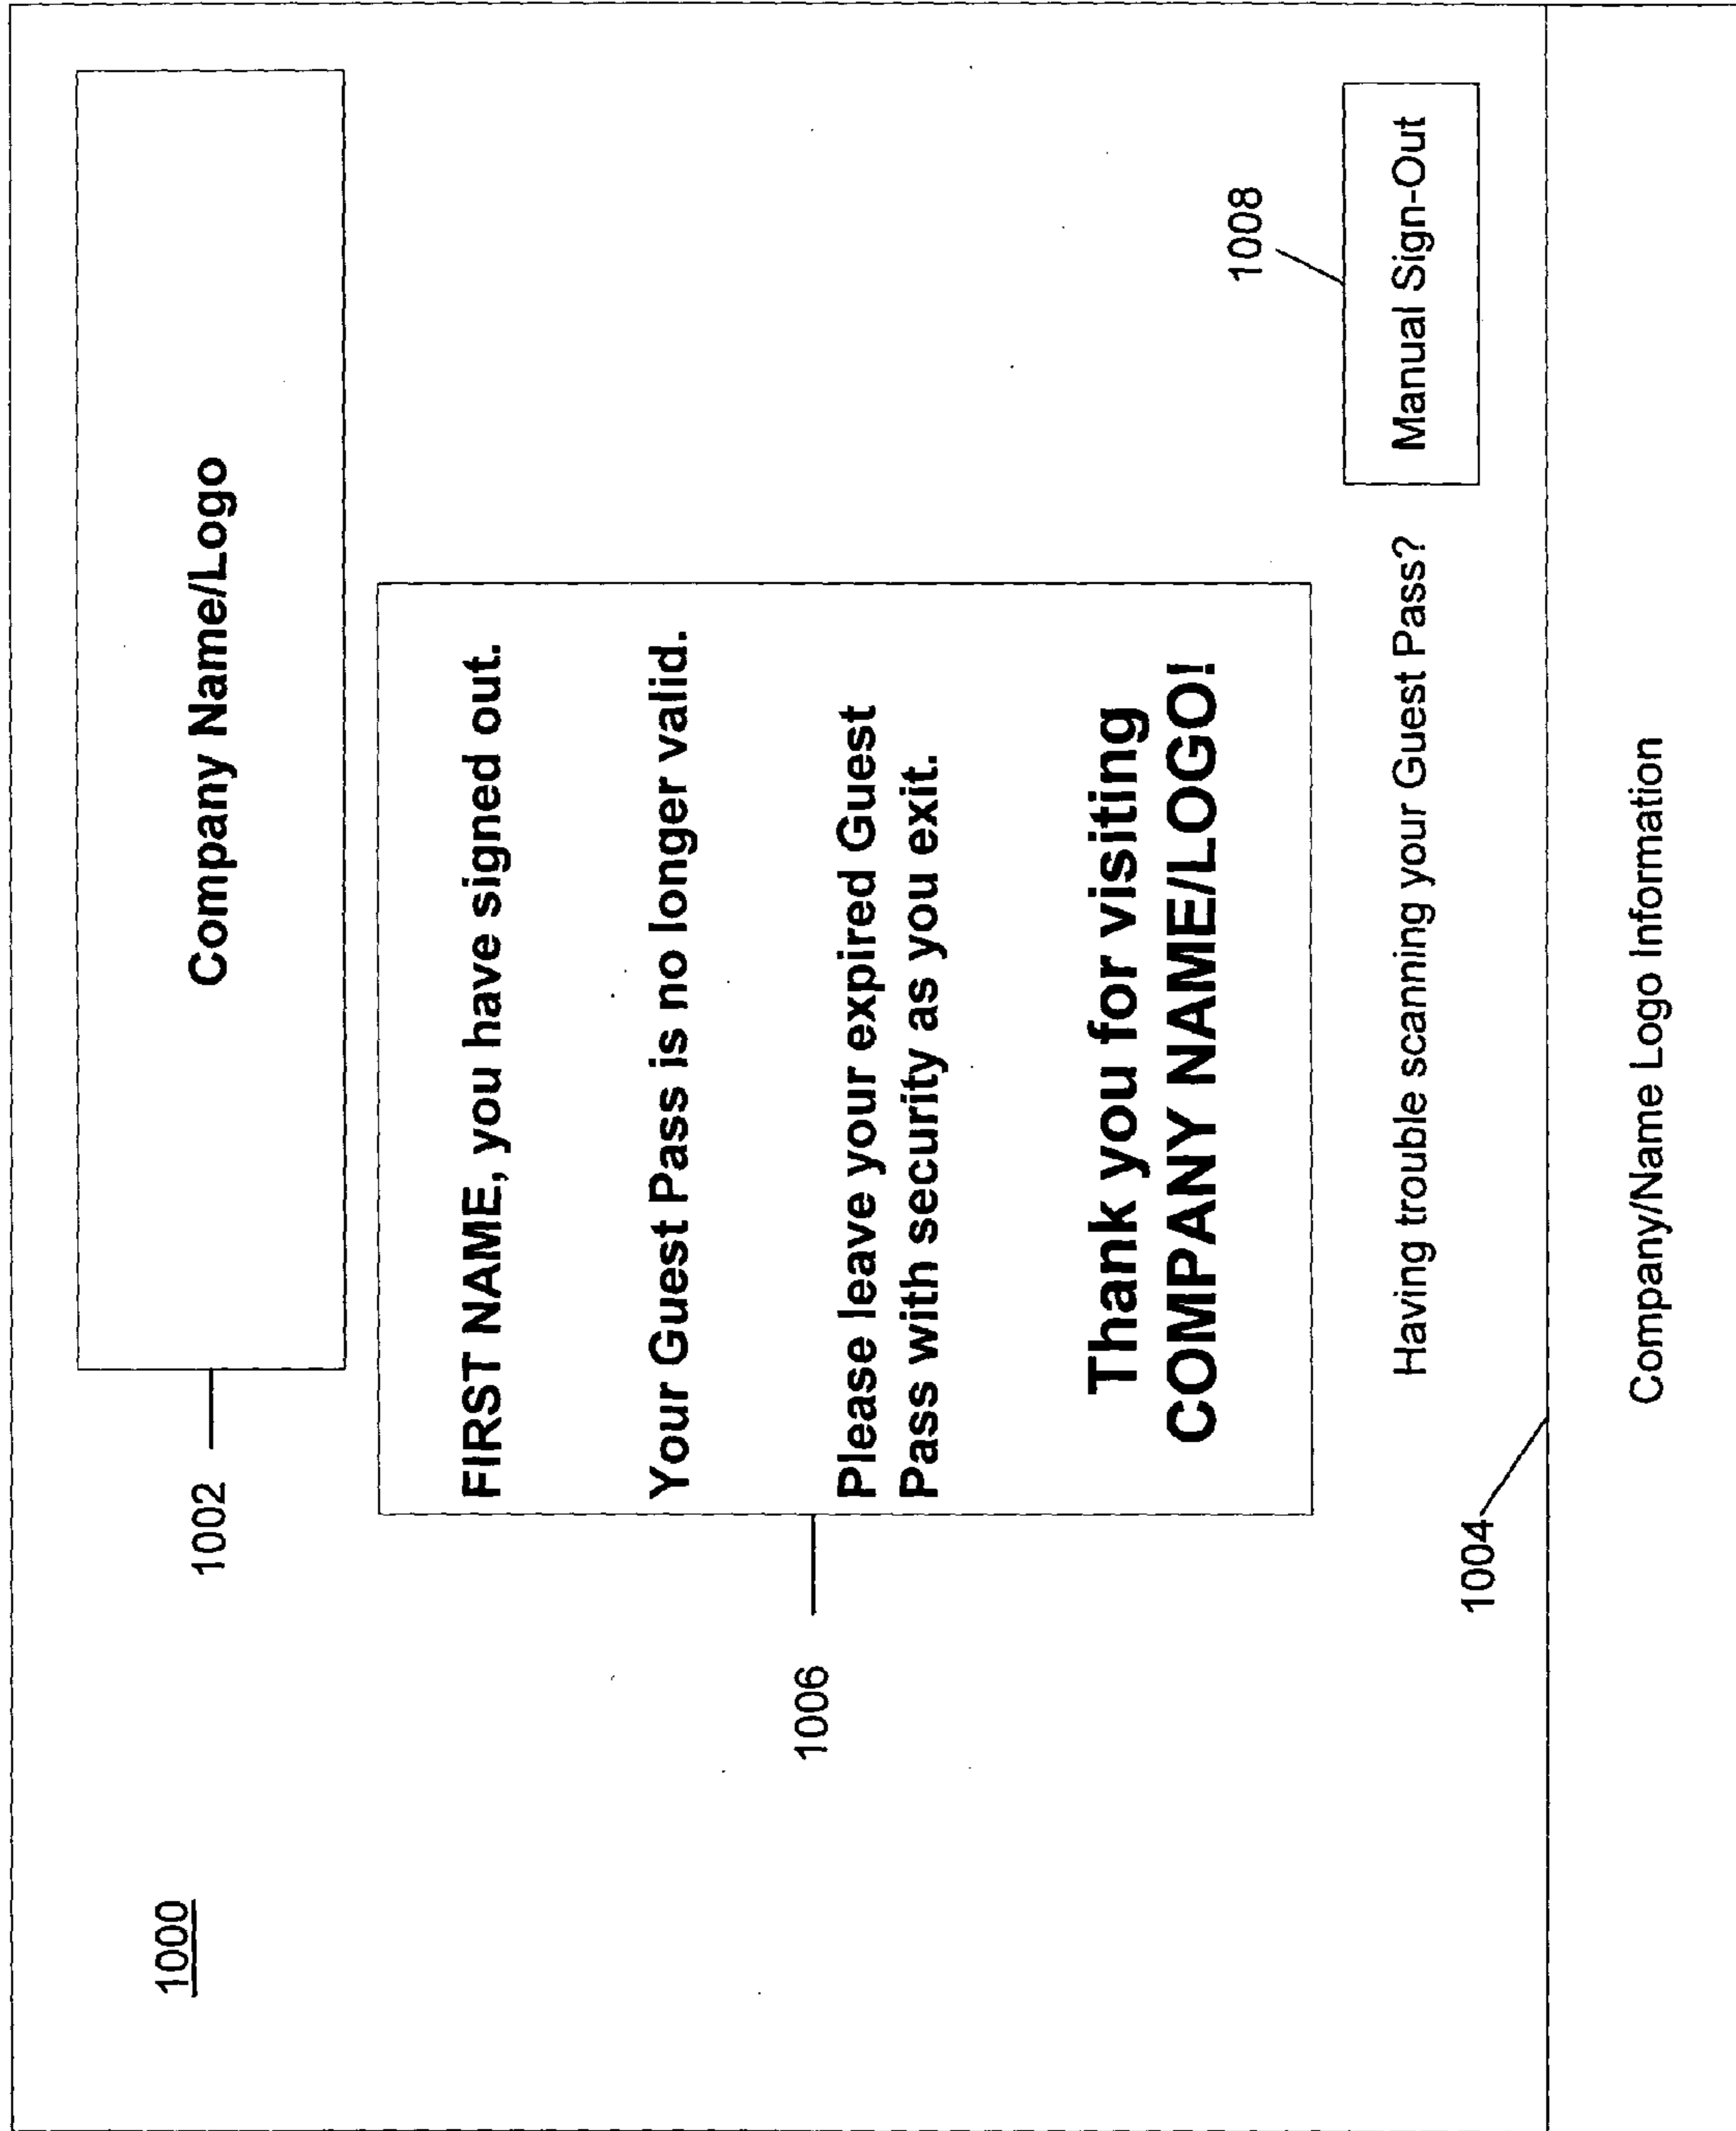 1000
1002
Company Name/Logo
1006
FIRST NAME, you have signed out.
Your Guest Pass is no longer valid.
Please leave your expired Guest
Pass with security as you exit.
Thank you for visiting
COMPANY NAME/LOGO!
1008
Having trouble scanning your Guest Pass?
Manual Sign-Out
1004
Company/Name Logo Information